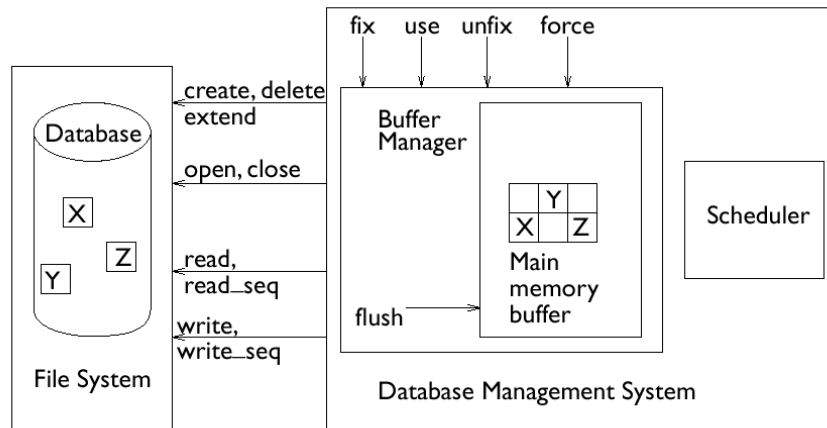 fix use unfix force
create, delete
extend
Database
Buffer
Manager
open, close
X
Y
Z
Y
X Z
Scheduler
read,
read_seq
Main
memory
buffer
flush
write,
write_seq
File System
Database Management System